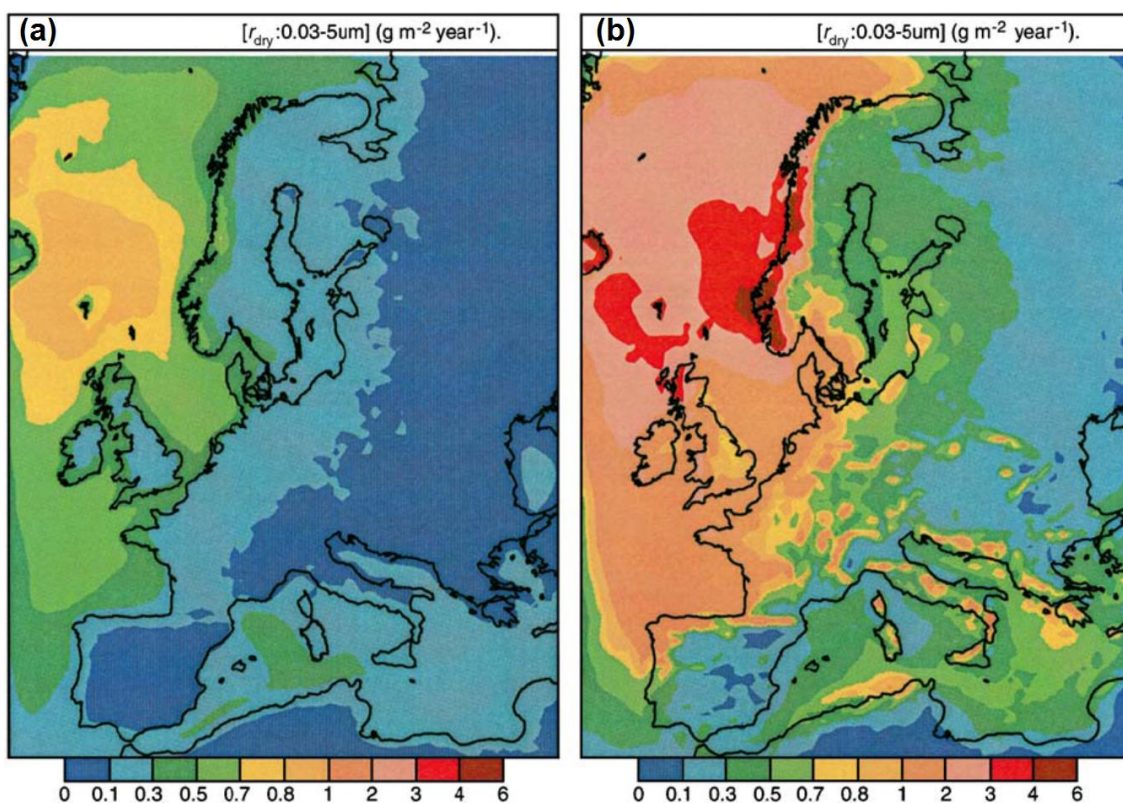 (a)
[r_dry:0.03-5um] (g m⁻² year⁻¹).
(b)
[r_dry:0.03-5um] (g m⁻² year⁻¹).
0 0.1 0.3 0.5 0.7 0.8 1 2 3 4 6
0 0.1 0.3 0.5 0.7 0.8 1 2 3 4 6